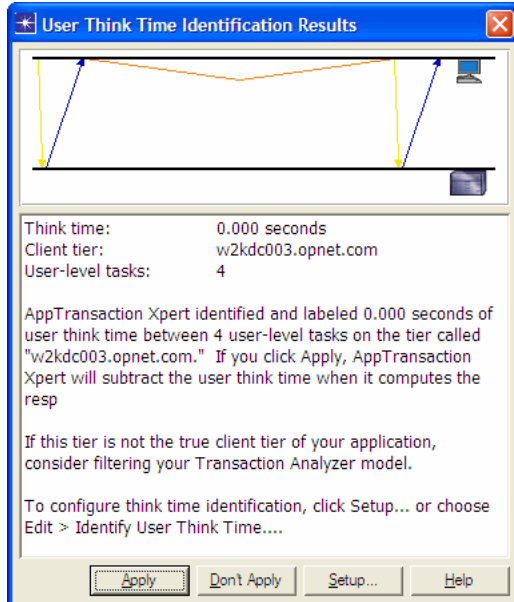 User Think Time Identification Results
Think time: 0.000 seconds
Client tier: w2kdc003.opnet.com
User-level tasks: 4
AppTransaction Xpert identified and labeled 0.000 seconds of
user think time between 4 user-level tasks on the tier called
"w2kdc003.opnet.com." If you click Apply, AppTransaction
Xpert will subtract the user think time when it computes the
resp
If this tier is not the true client tier of your application,
consider filtering your Transaction Analyzer model.
To configure think time identification, click Setup... or choose
Edit > Identify User Think Time....
Apply Don't Apply Setup... Help